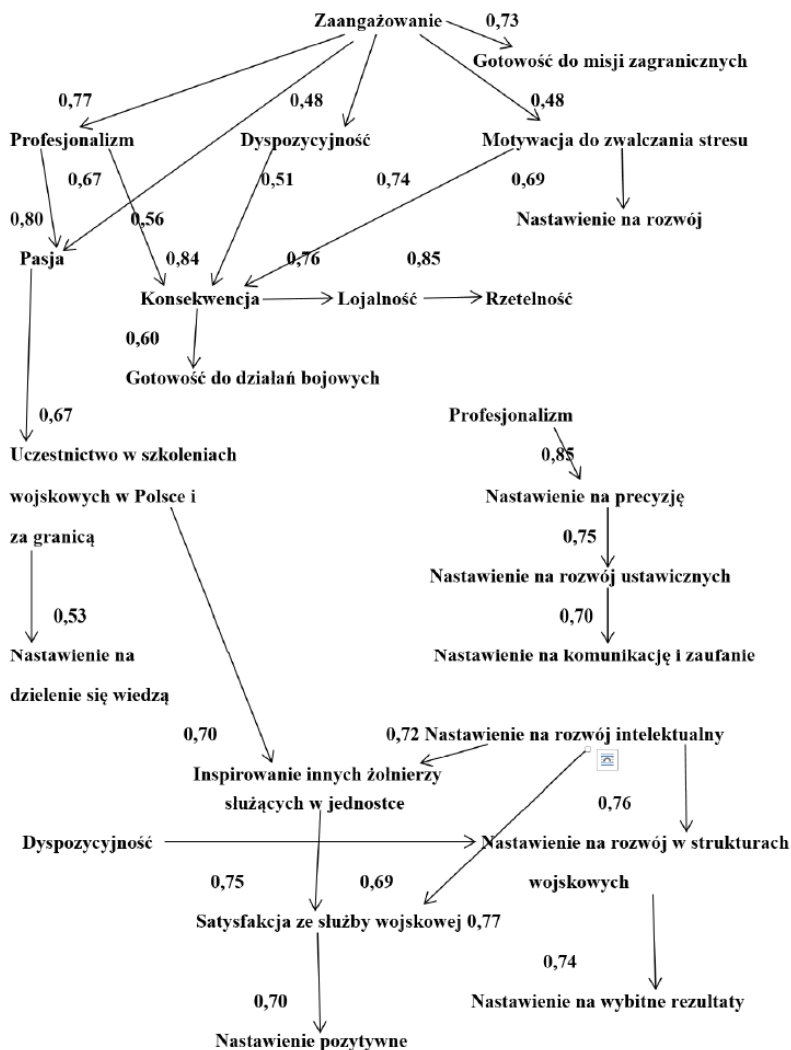 Zaangażowanie 0,73
Gotowość do misji zagranicznych
0,77 0,48 0,48
Profesjonalizm Dyspozycyjność Motywacja do zwalczania stresu
0,67 0,51 0,74 0,69
0,80 0,56 Nastawienie na rozwój
Pasja 0,84 0,76 0,85
Konsekwencja Lojalność Rzetelność
0,60
Gotowość do działań bojowych
0,67 Profesjonalizm
Uczestnictwo w szkoleniach 0,85
wojskowych w Polsce i Nastawienie na precyzję
za granicą 0,75
Nastawienie na rozwój ustawicznych
0,53 0,70
Nastawienie na Nastawienie na komunikację i zaufanie
dzielenie się wiedzą
0,70 0,72 Nastawienie na rozwój intelektualny
Inspirowanie innych żołnierzy
służących w jednostce 0,76
Dyspozycyjność Nastawienie na rozwój w strukturach
0,75 0,69 wojskowych
Satysfakcja ze służby wojskowej 0,77
0,74
0,70 Nastawienie na wybitne rezultaty
Nastawienie pozytywne